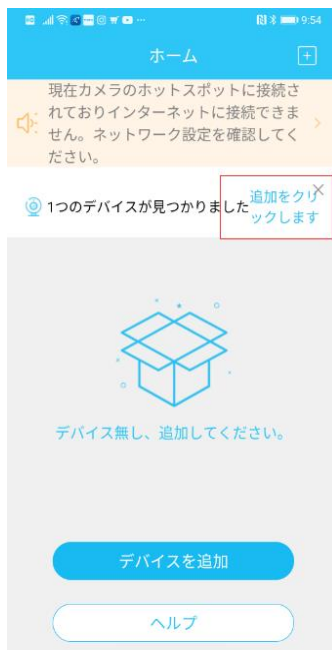 9:54
ホーム
現在カメラのホットスポットに接続さ
れておりインターネットに接続できま
せん。ネットワーク設定を確認してく
ださい。
1つのデバイスが見つかりました
追加をクリ
ックします
デバイス無し、追加してください。
デバイスを追加
ヘルプ